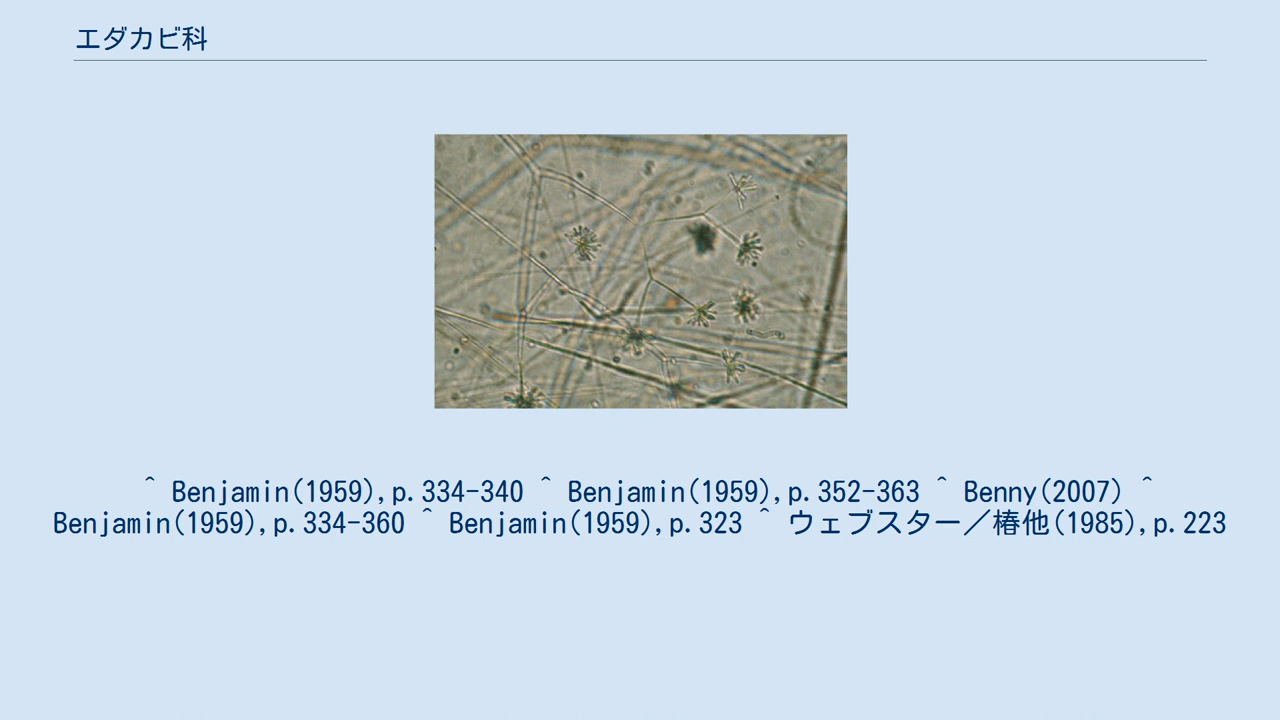 エダカビ科
^ Benjamin(1959),p.334-340 ^ Benjamin(1959),p.352-363 ^ Benny(2007) ^
Benjamin(1959),p.334-360 ^ Benjamin(1959),p.323 ^ ウェブスター／椿他(1985),p.223